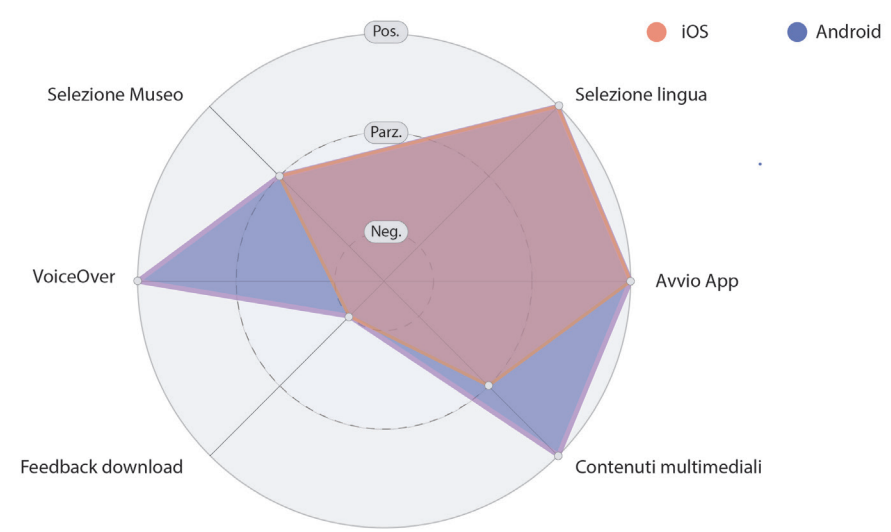 Pos.
iOS
Android
Selezione Museo
Selezione lingua
Parz.
Neg.
VoiceOver
Avvio App
Feedback download
Contenuti multimediali